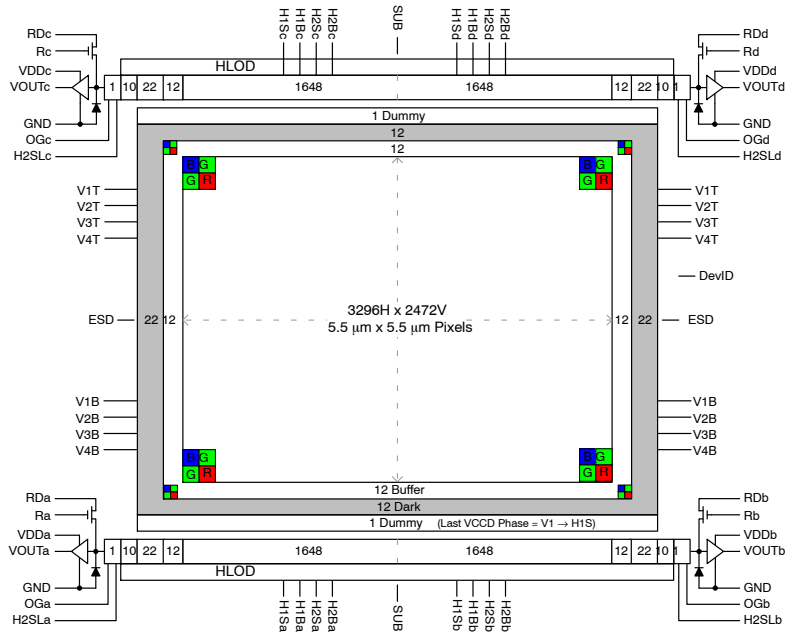 H1Sc H1Bc H2Sc H2Bc SUB H1Sd H1Bd H2Sd H2Bd
RDc RDd
Rc Rd
HLOD
VDDc VDDd
VOUTc 1 10 22 12 1648 1648 12 22 10 1 VOUTd
GND 1 Dummy GND
OGc 12 OGd
H2SLc 12 H2SLd
B G B G
G R G R
V1T V1T
V2T V2T
V3T V3T
V4T V4T
DevID
3296H x 2472V
ESD 22 12 12 22 ESD
5.5 μm x 5.5 μm Pixels
V1B V1B
V2B V2B
V3B V3B
V4B V4B
B G B G
G R G R
12 Buffer
RDa 12 Dark RDb
Ra 1 Dummy (Last VCCD Phase = V1 → H1S) Rb
VDDa VDDb
VOUTa 1 10 22 12 1648 1648 12 22 10 1 VOUTb
HLOD
GND GND
OGa OGb
H2SLa H2SLb
H1Sa H1Ba H2Sa H2Ba SUB H1Sb H1Bb H2Sb H2Bb